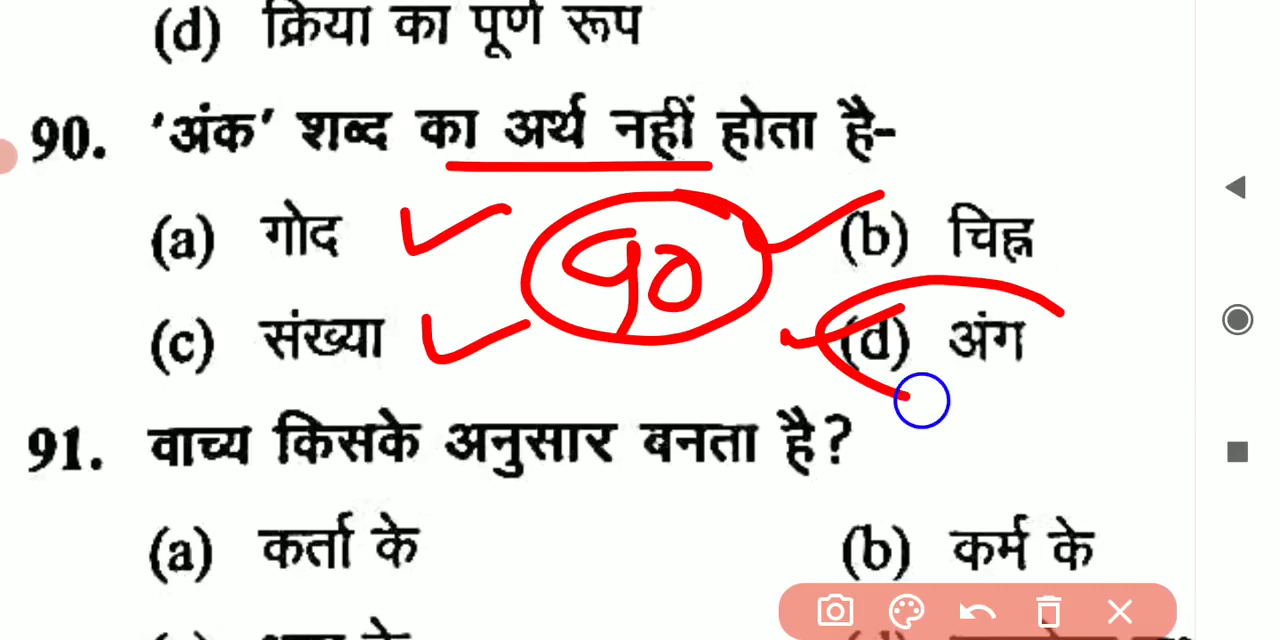 (d) क्रिया का पूर्ण रूप
90. 'अंक' शब्द का अर्थ नहीं होता है-
(a) गोद (b) चिह्न
90
(c) संख्या (d) अंग
91. वाच्य किसके अनुसार बनता है?
(a) कर्ता के (b) कर्म के